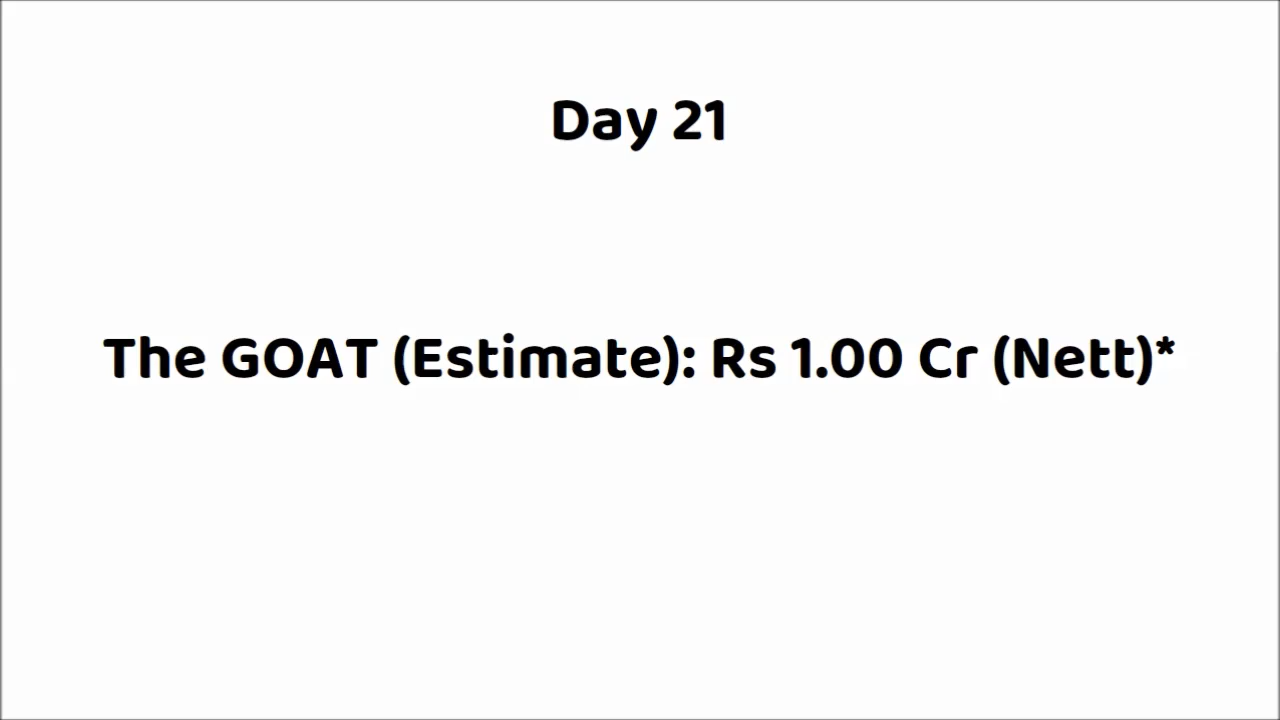 Day 21
The GOAT (Estimate): Rs 1.00 Cr (Nett)*